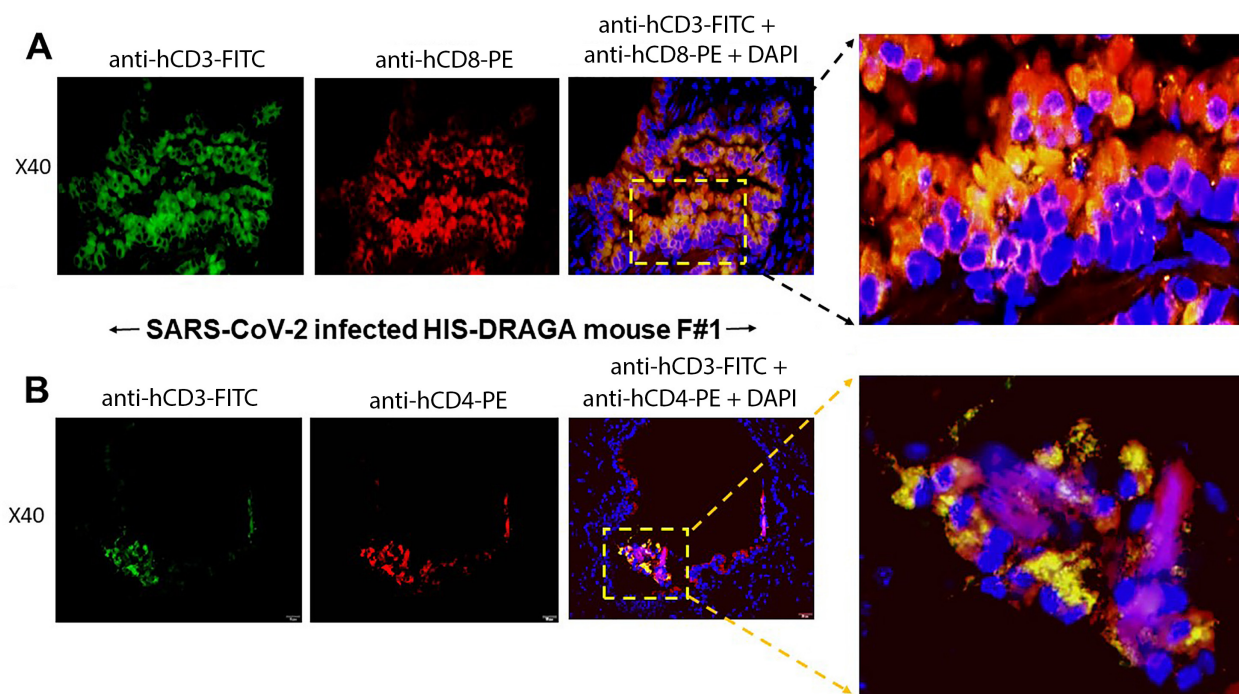 A
anti-hCD3-FITC
anti-hCD8-PE
anti-hCD3-FITC +
anti-hCD8-PE + DAPI
X40
SARS-CoV-2 infected HIS-DRAGA mouse F#1
B
anti-hCD3-FITC
anti-hCD4-PE
anti-hCD3-FITC +
anti-hCD4-PE + DAPI
X40